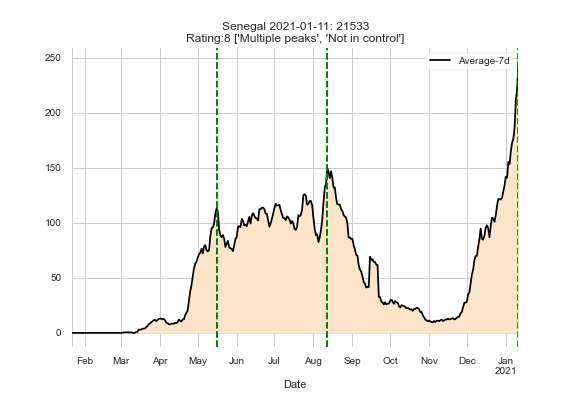 Senegal 2021-01-11: 21533
Rating:8 ['Multiple peaks', 'Not in control']
Average-7d
250
200
150
100
50
0
Feb Mar Apr May Jun Jul Aug Sep Oct Nov Dec Jan
2021
Date